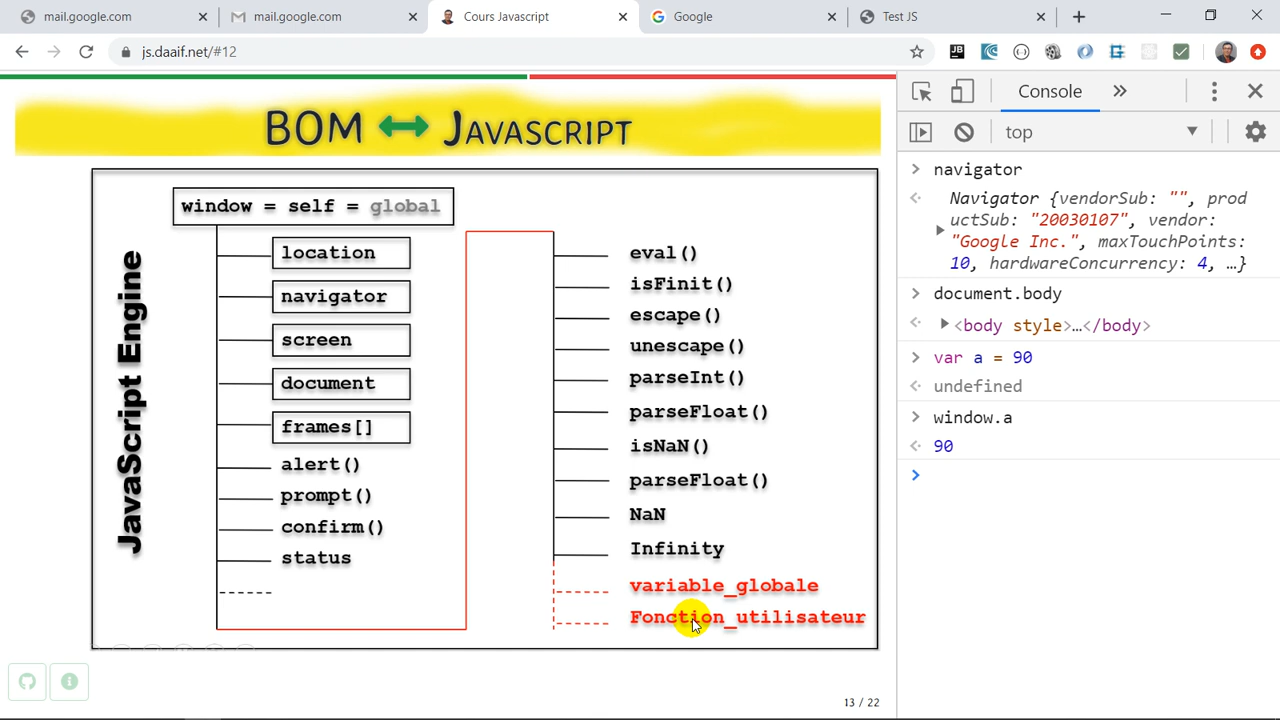 mail.google.com
mail.google.com
Cours Javascript
Google
Test JS
js.daaif.net/#12
BOM ↔ JAVASCRIPT
JavaScript Engine
window = self = global
location
navigator
screen
document
frames[]
alert()
prompt()
confirm()
status
eval()
isFinit()
escape()
unescape()
parseInt()
parseFloat()
isNaN()
parseFloat()
NaN
Infinity
variable_globale
Fonction_utilisateur
13 / 22
Console
top
navigator
Navigator {vendorSub: "", prod
uctSub: "20030107", vendor:
"Google Inc.", maxTouchPoints:
10, hardwareConcurrency: 4, …}
document.body
<body style>…</body>
var a = 90
undefined
window.a
90